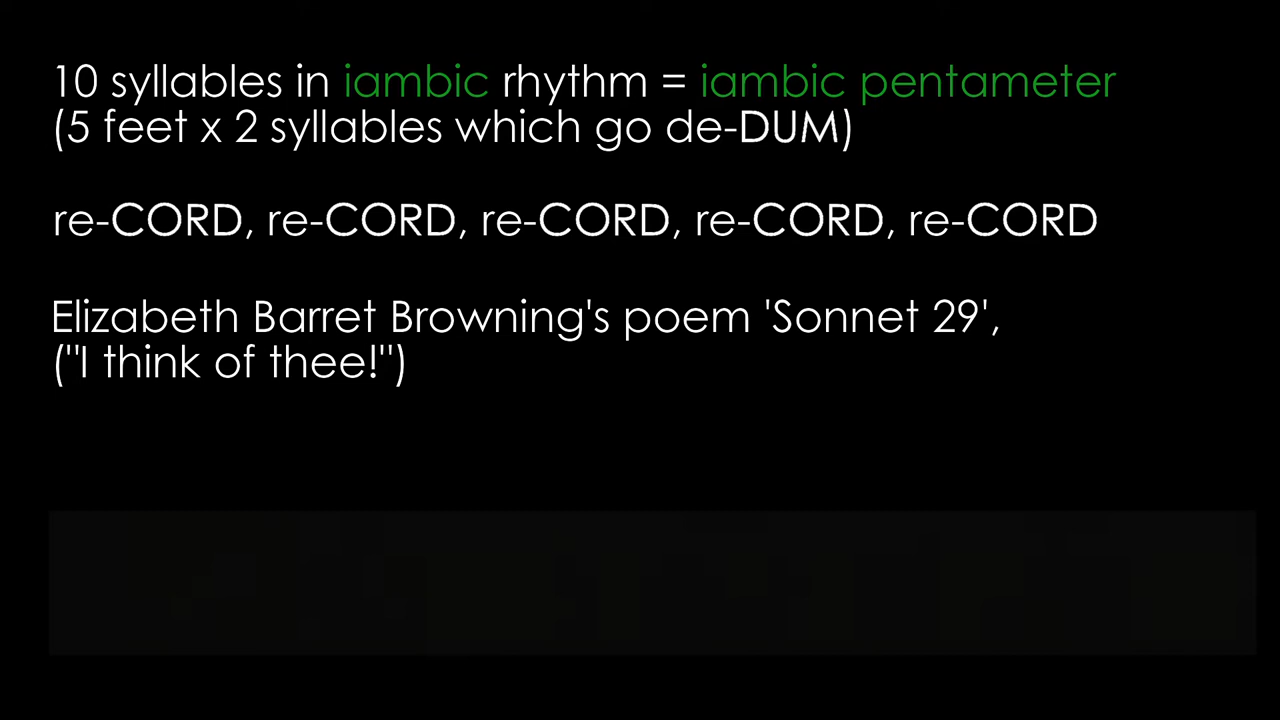 10 syllables in iambic rhythm = iambic pentameter
(5 feet x 2 syllables which go de-DUM)
re-CORD, re-CORD, re-CORD, re-CORD, re-CORD
Elizabeth Barret Browning's poem 'Sonnet 29',
("I think of thee!")